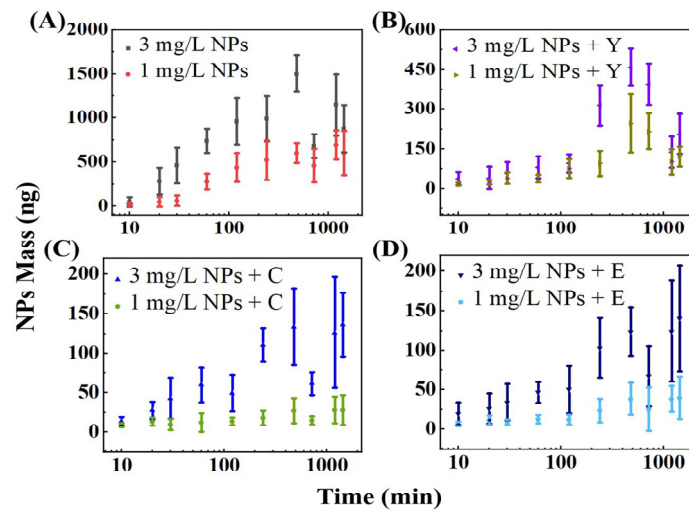 (A)
2000
1500
1000
500
0
3 mg/L NPs
1 mg/L NPs
10
100
1000
(B)
600
450
300
150
0
3 mg/L NPs + Y
1 mg/L NPs + Y
10
100
1000
(C)
200
150
100
50
0
3 mg/L NPs + C
1 mg/L NPs + C
10
100
1000
(D)
200
150
100
50
0
3 mg/L NPs + E
1 mg/L NPs + E
10
100
1000
NPs Mass (ng)
Time (min)